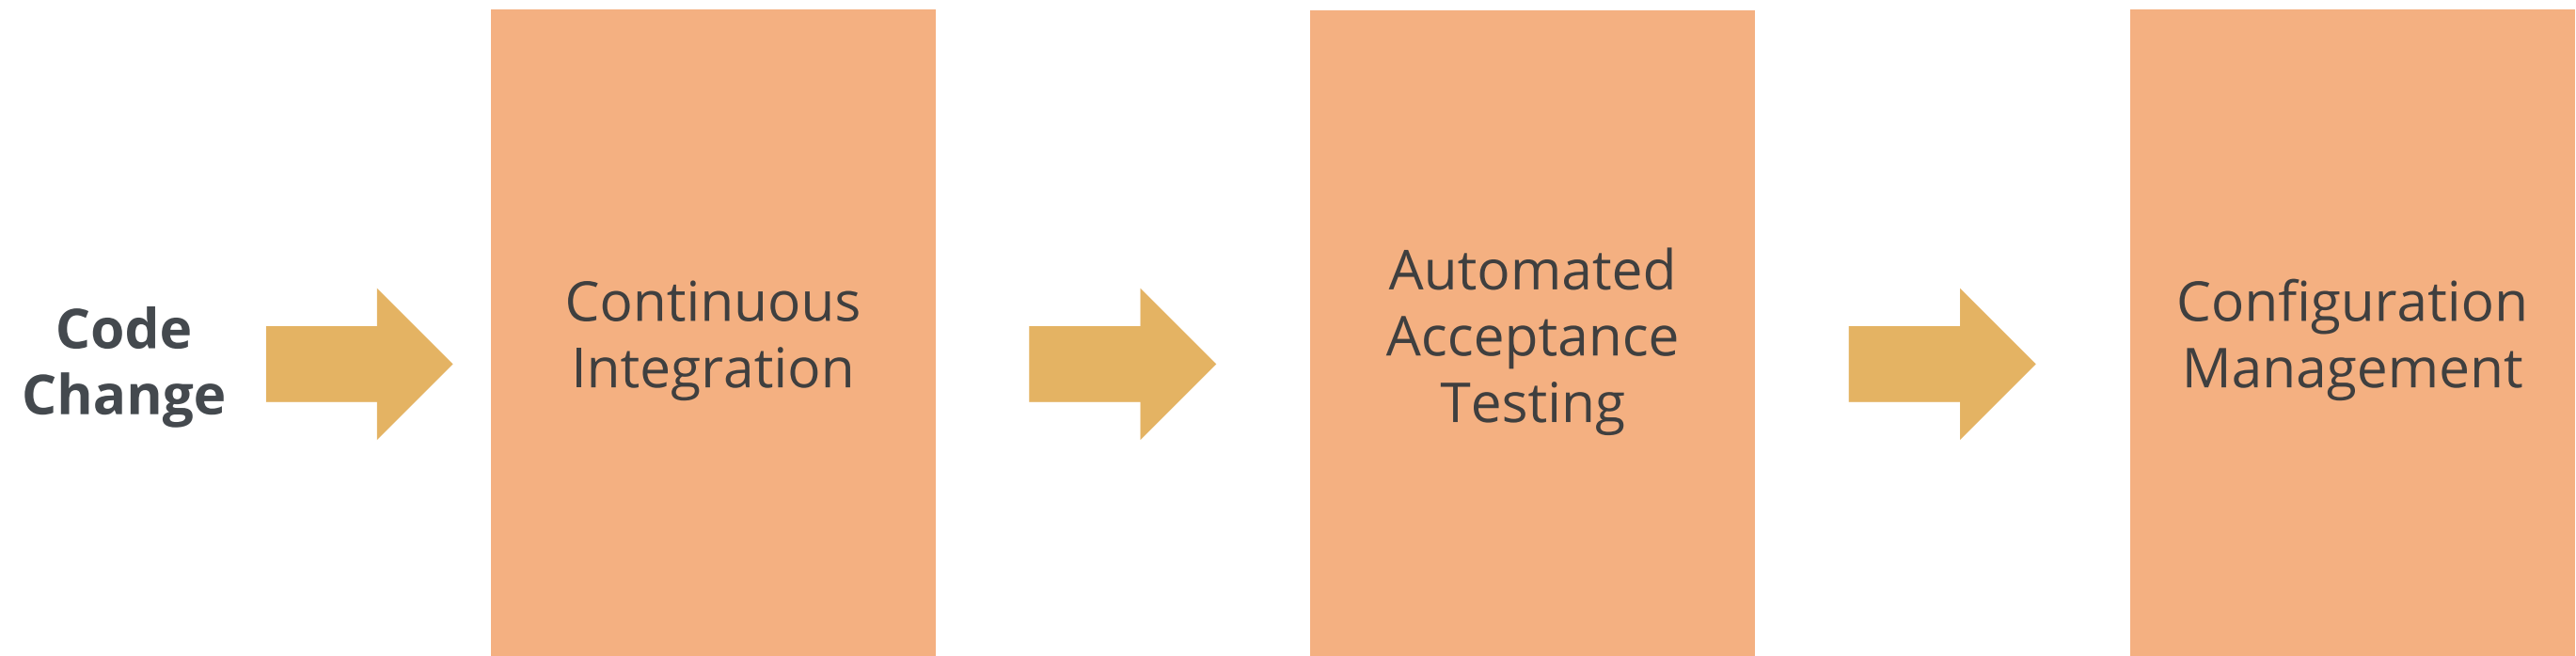 Code
Change
Continuous
Integration
Automated
Acceptance
Testing
Configuration
Management